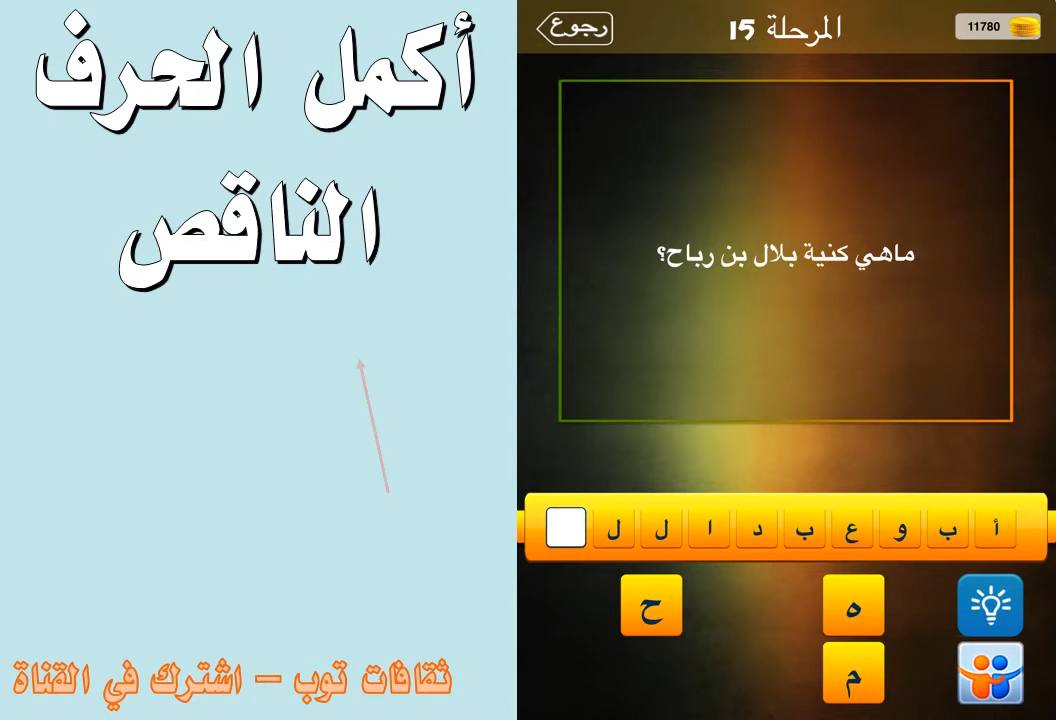 أكمل الحرف
الناقص
ثقافات توب – اشترك في القناة
رجوع
المرحلة 15
11780
ماهي كنية بلال بن رباح؟
أ ب و ع ب د ا ل ل
ح ه
م